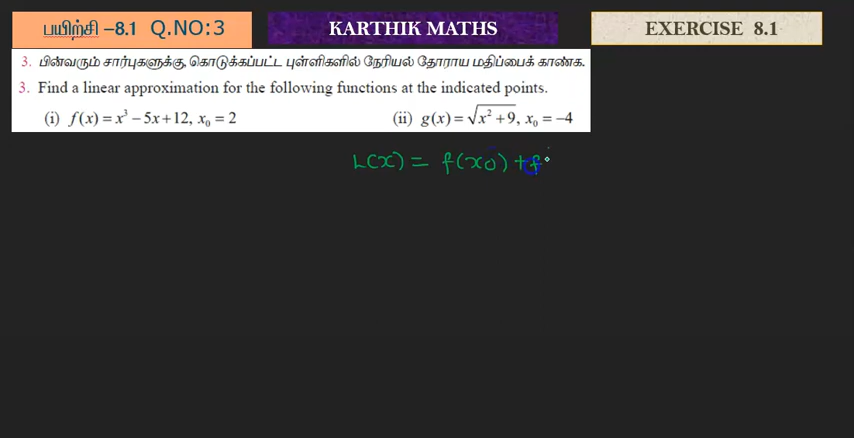 பயிற்சி –8.1 Q.NO:3
KARTHIK MATHS
EXERCISE 8.1
3. பின்வரும் சார்புகளுக்கு, கொடுக்கப்பட்ட புள்ளிகளில் நேரியல் தோராய மதிப்பைக் காண்க.
3. Find a linear approximation for the following functions at the indicated points.
(i) f(x) = x³ − 5x + 12, x₀ = 2 (ii) g(x) = √(x² + 9), x₀ = −4
L(x) = f(x₀) + f